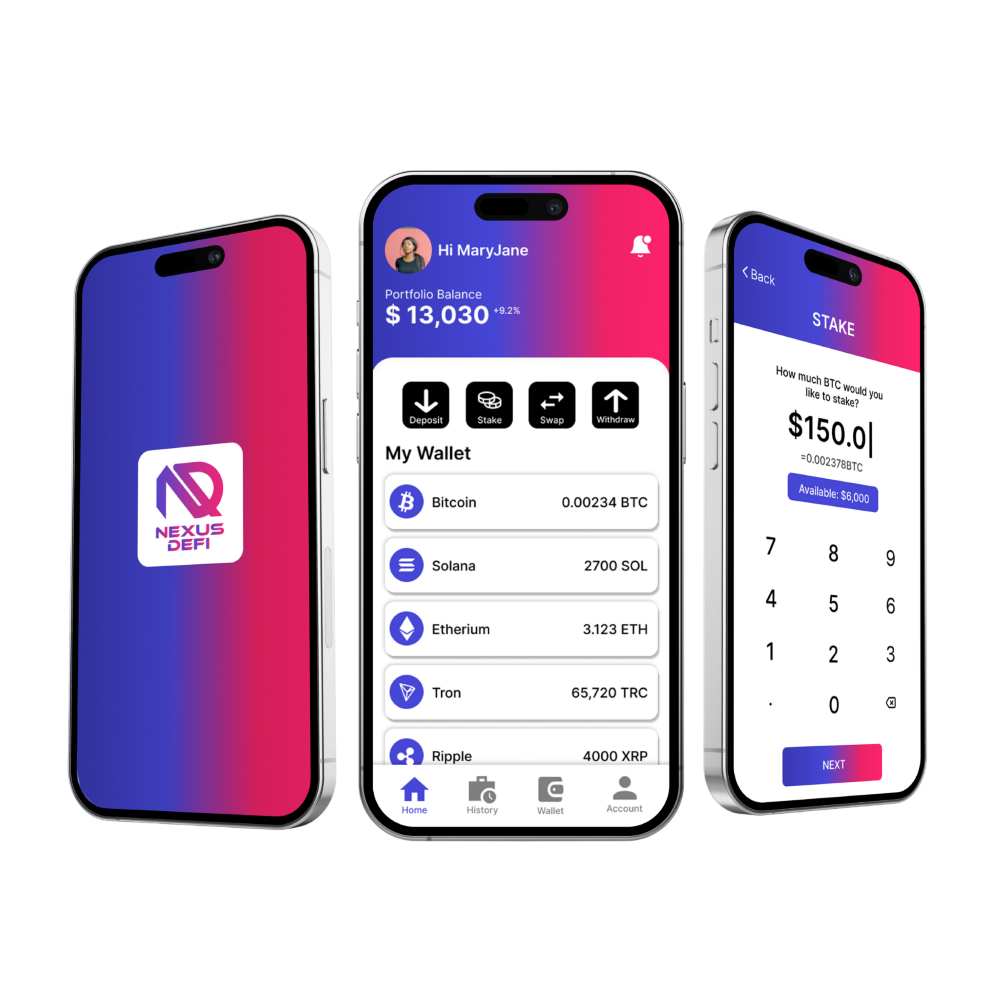 NEXUS
DEFI
Hi MaryJane
Portfolio Balance
$ 13,030 +9.2%
Deposit
Stake
Swap
Withdraw
My Wallet
Bitcoin
0.00234 BTC
Solana
2700 SOL
Etherium
3.123 ETH
Tron
65,720 TRC
Ripple
4000 XRP
Home
History
Wallet
Account
Back
STAKE
How much BTC would you
like to stake?
$150.0
=0.002378BTC
Available: $6,000
7 8 9
4 5 6
1 2 3
. 0
NEXT